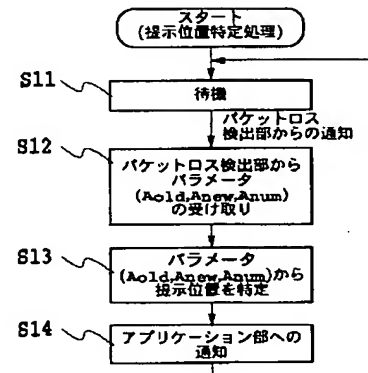 スタート
(提示位置特定処理)
S11
待機
パケットロス
検出部からの通知
S12
パケットロス検出部から
パラメータ
(Aold,Anew,Anum)
の受け取り
S13
パラメータ
(Aold,Anew,Anum)から
提示位置を特定
S14
アプリケーション部への
通知